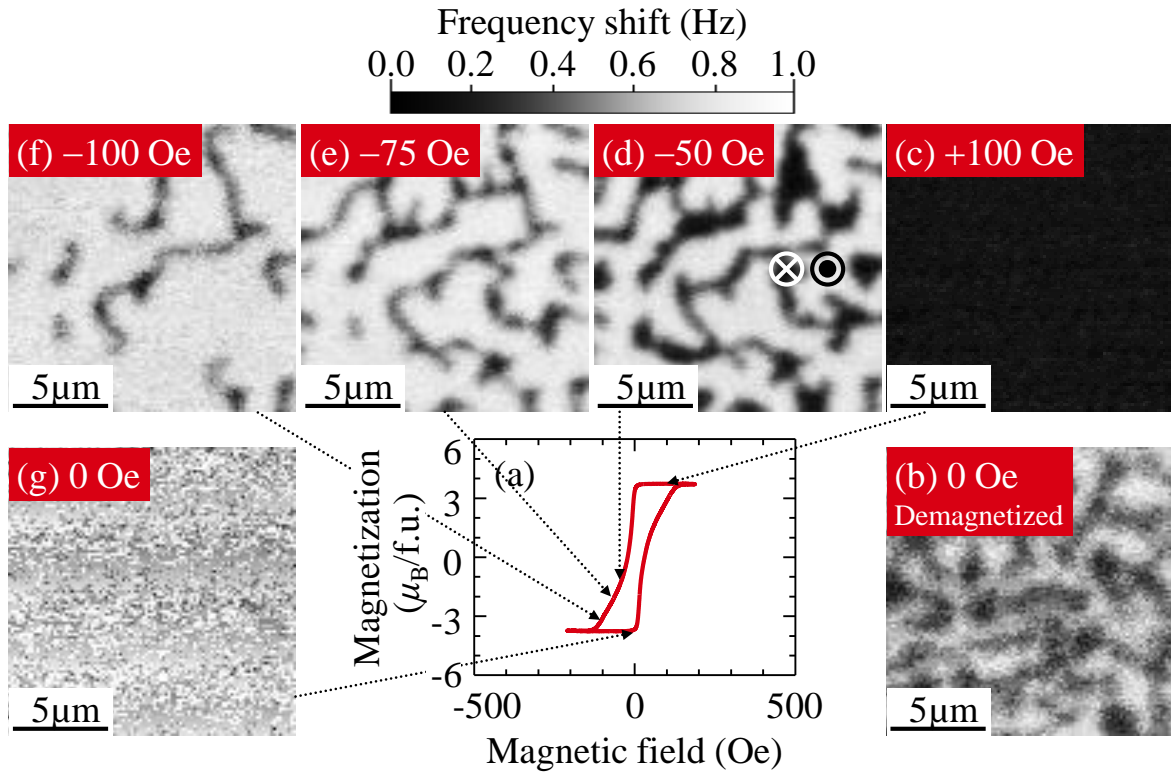 Frequency shift (Hz)
0.0 0.2 0.4 0.6 0.8 1.0
(f) –100 Oe
(e) –75 Oe
(d) –50 Oe
(c) +100 Oe
5μm
5μm
5μm
5μm
(g) 0 Oe
5μm
(a)
Magnetization
(μB/f.u.)
6
3
0
-3
-6
-500 0 500
Magnetic field (Oe)
(b) 0 Oe
Demagnetized
5μm